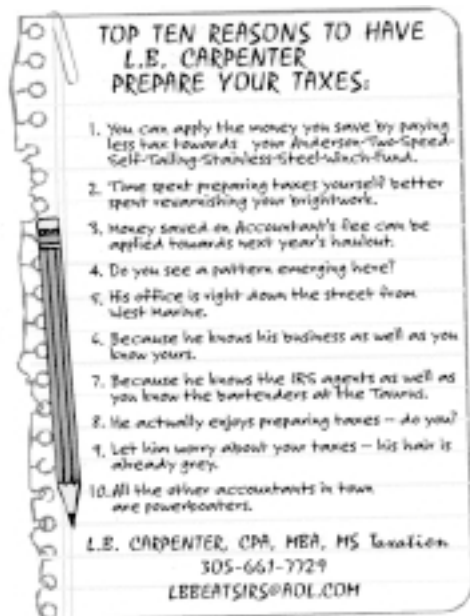 TOP TEN REASONS TO HAVE
L.B. CARPENTER
PREPARE YOUR TAXES:
1. You can apply the money you save by paying
less tax towards your Anderson-Two-Speed-
Self-Tailing-Stainless-Steel-Winch-Fund.
2. Time spent preparing taxes yourself better
spent revarnishing your brightwork.
3. Money saved on Accountant's fee can be
applied towards next year's haulout.
4. Do you see a pattern emerging here?
5. His office is right down the street from
West Marine.
6. Because he knows his business as well as you
know yours.
7. Because he knows the IRS agents as well as
you know the bartenders at the Taurus.
8. He actually enjoys preparing taxes – do you?
9. Let him worry about your taxes – his hair is
already grey.
10. All the other accountants in town
are powerboaters.
L.B. CARPENTER, CPA, MBA, MS Taxation
305-661-7729
LBBEATSIRS@AOL.COM